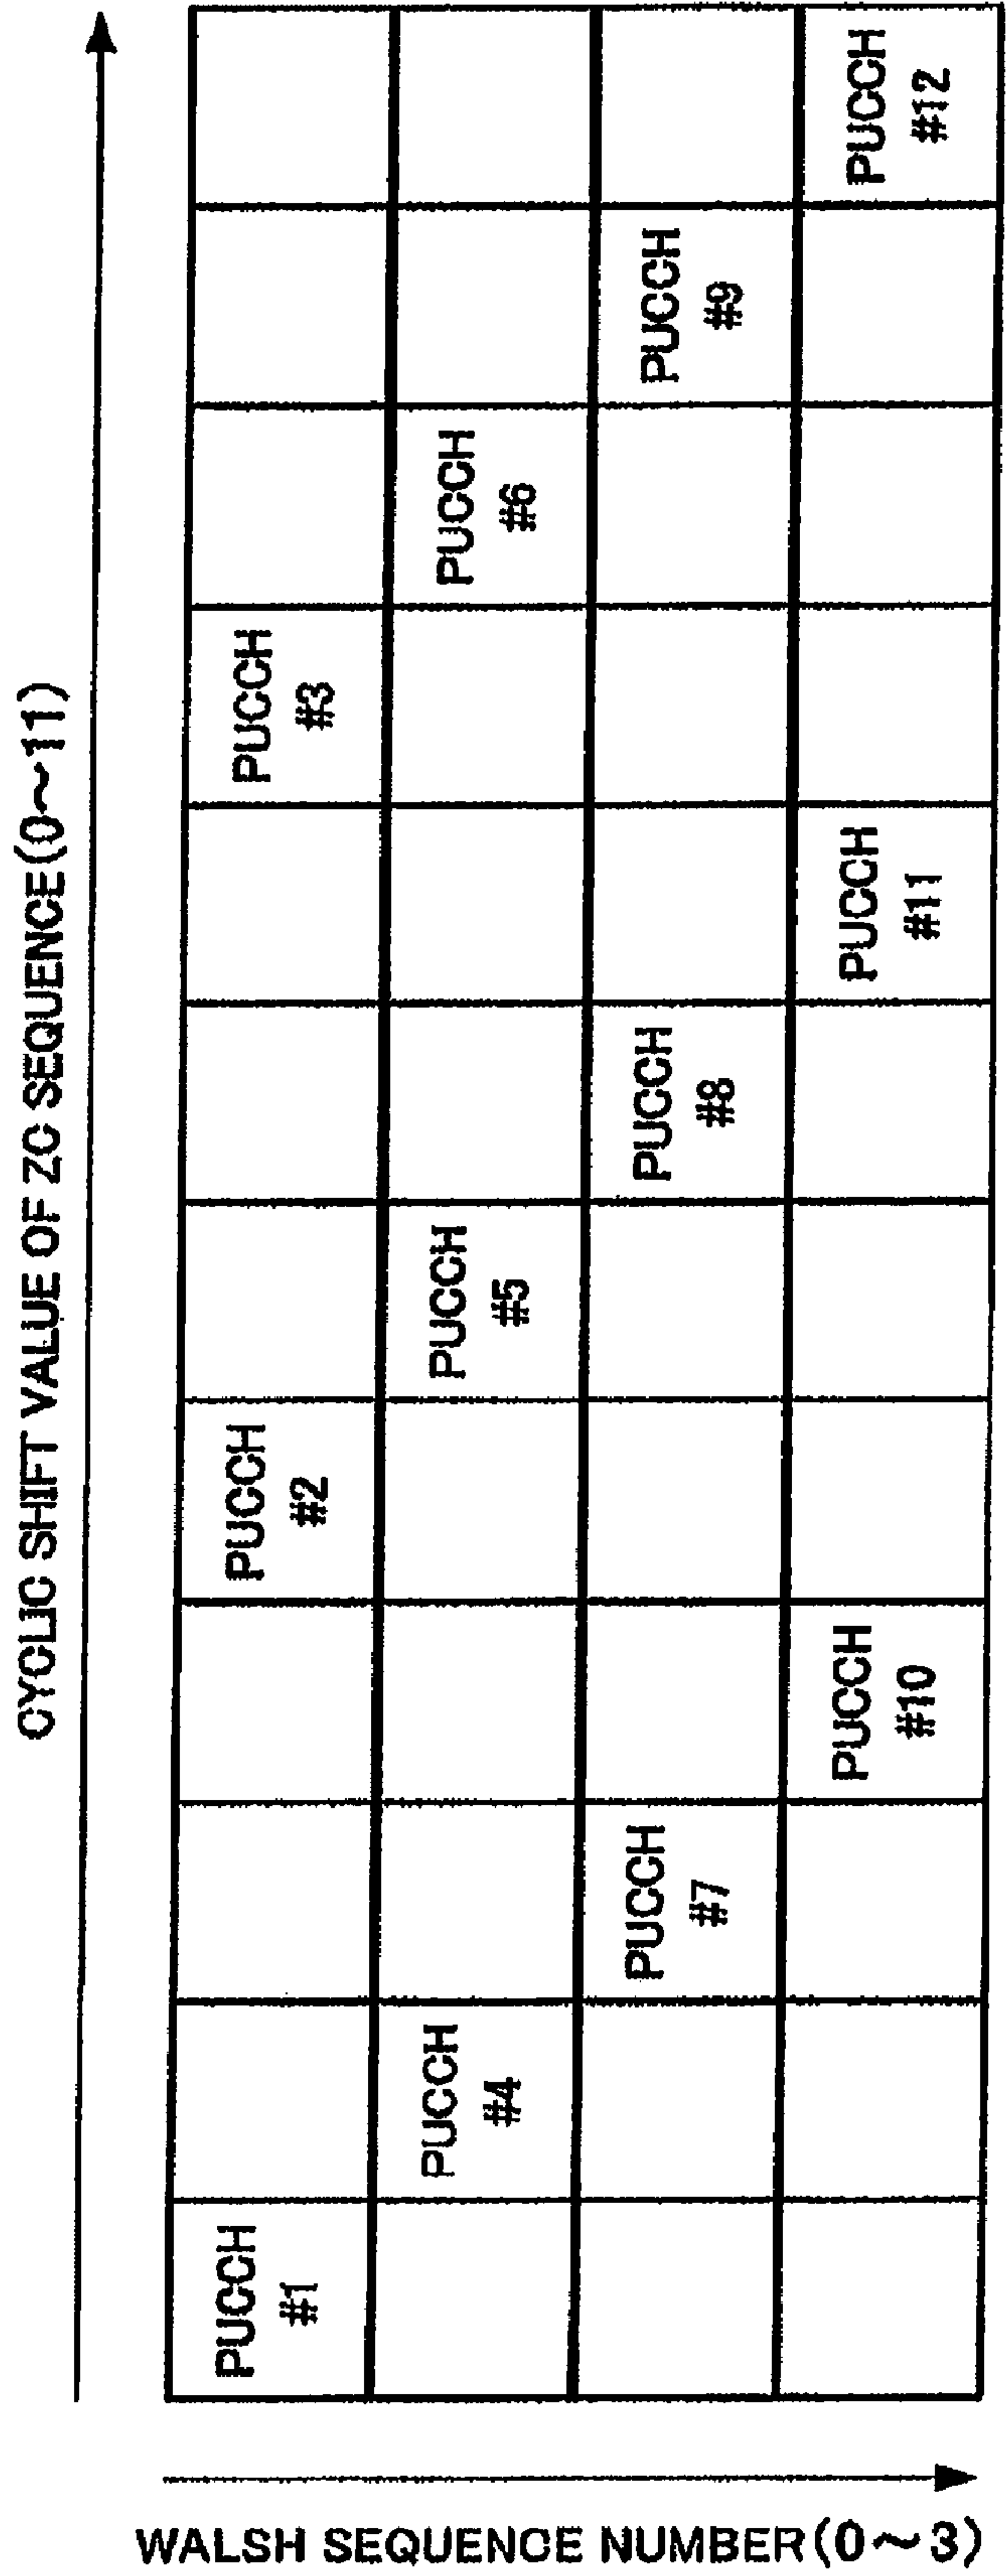 CYCLIC SHIFT VALUE OF ZC SEQUENCE(0~11)
PUCCH
#1
PUCCH
#2
PUCCH
#3
PUCCH
#4
PUCCH
#5
PUCCH
#6
PUCCH
#7
PUCCH
#8
PUCCH
#9
PUCCH
#10
PUCCH
#11
PUCCH
#12
WALSH SEQUENCE NUMBER(0~3)